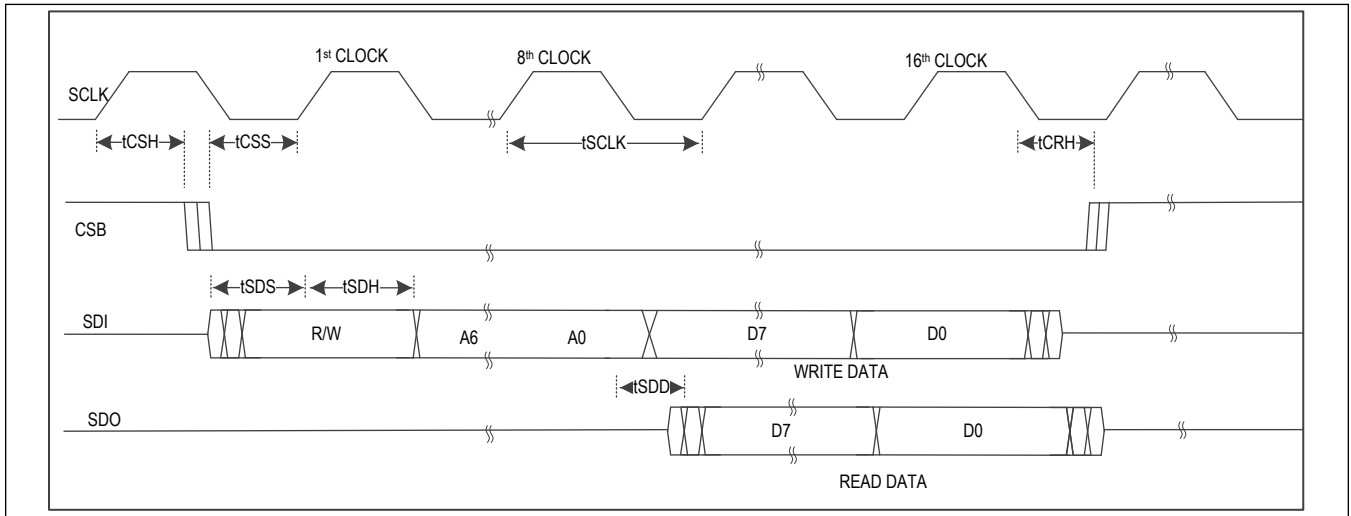 1st CLOCK 8th CLOCK 16th CLOCK
SCLK
tCSH tCSS tSCLK tCRH
CSB
tSDS tSDH
SDI R/W A6 A0 D7 D0
WRITE DATA
tSDD
SDO D7 D0
READ DATA